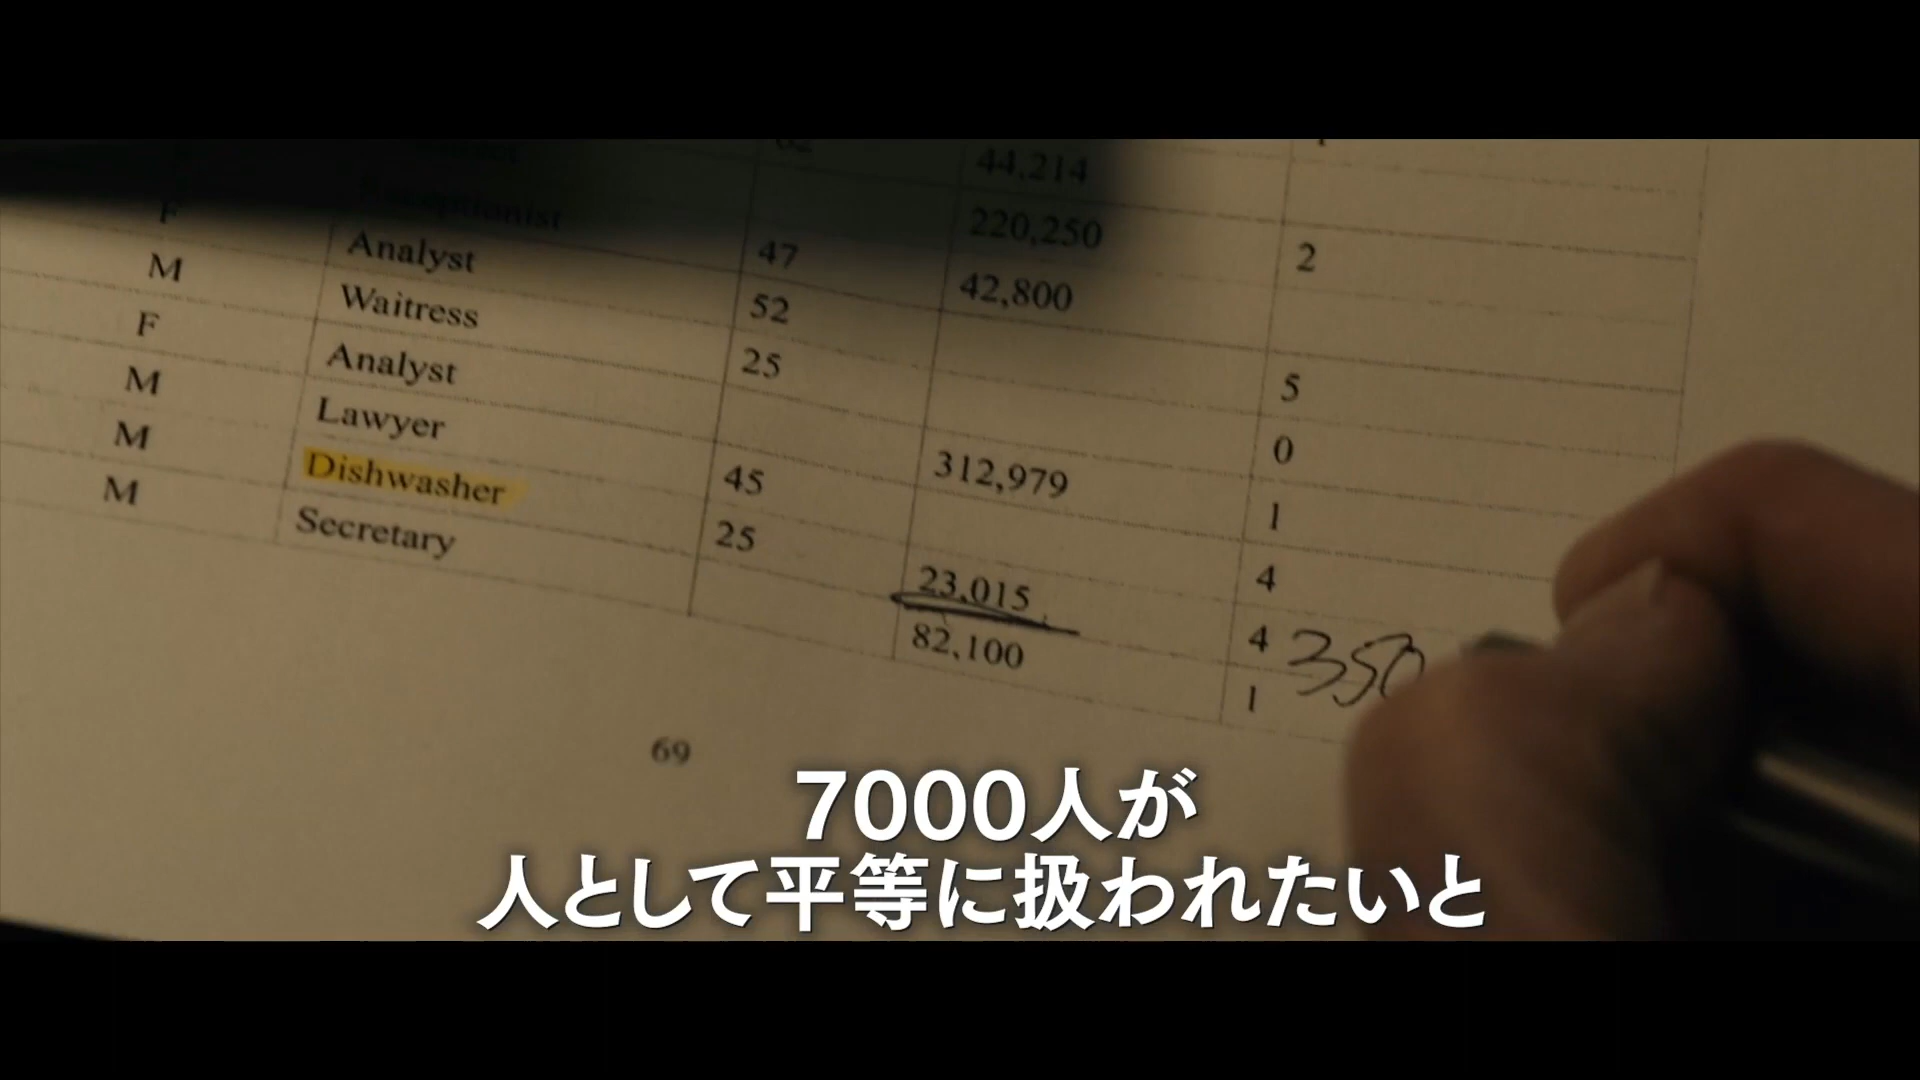 44,214
220,250 2
F Receptionist 47 42,800
M Analyst 52 5
F Waitress 25 0
M Analyst 312,979 1
M Lawyer 45 4
M Dishwasher 25 23,015 4 350
Secretary 82,100 1
69
7000人が
人として平等に扱われたいと